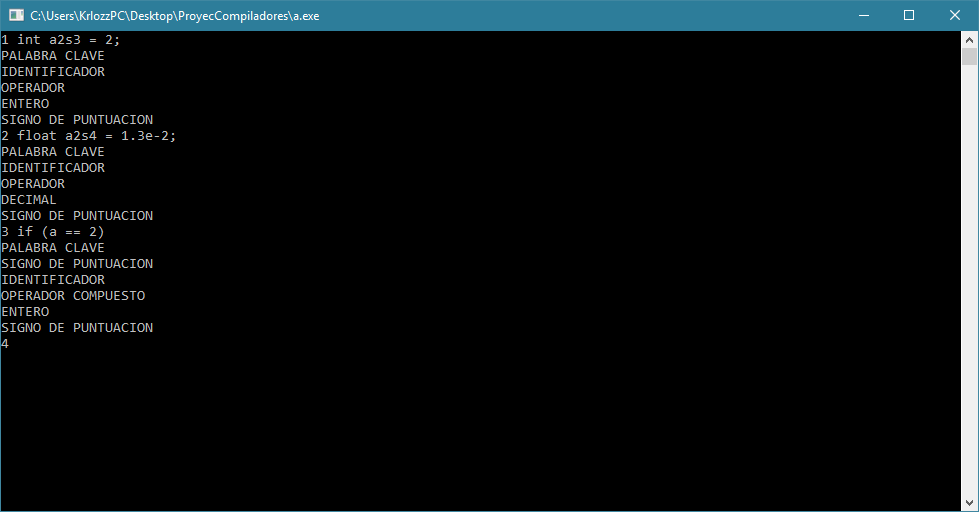 C:\Users\KrlozzPC\Desktop\ProyecCompiladores\a.exe
1 int a2s3 = 2;
PALABRA CLAVE
IDENTIFICADOR
OPERADOR
ENTERO
SIGNO DE PUNTUACION
2 float a2s4 = 1.3e-2;
PALABRA CLAVE
IDENTIFICADOR
OPERADOR
DECIMAL
SIGNO DE PUNTUACION
3 if (a == 2)
PALABRA CLAVE
SIGNO DE PUNTUACION
IDENTIFICADOR
OPERADOR COMPUESTO
ENTERO
SIGNO DE PUNTUACION
4